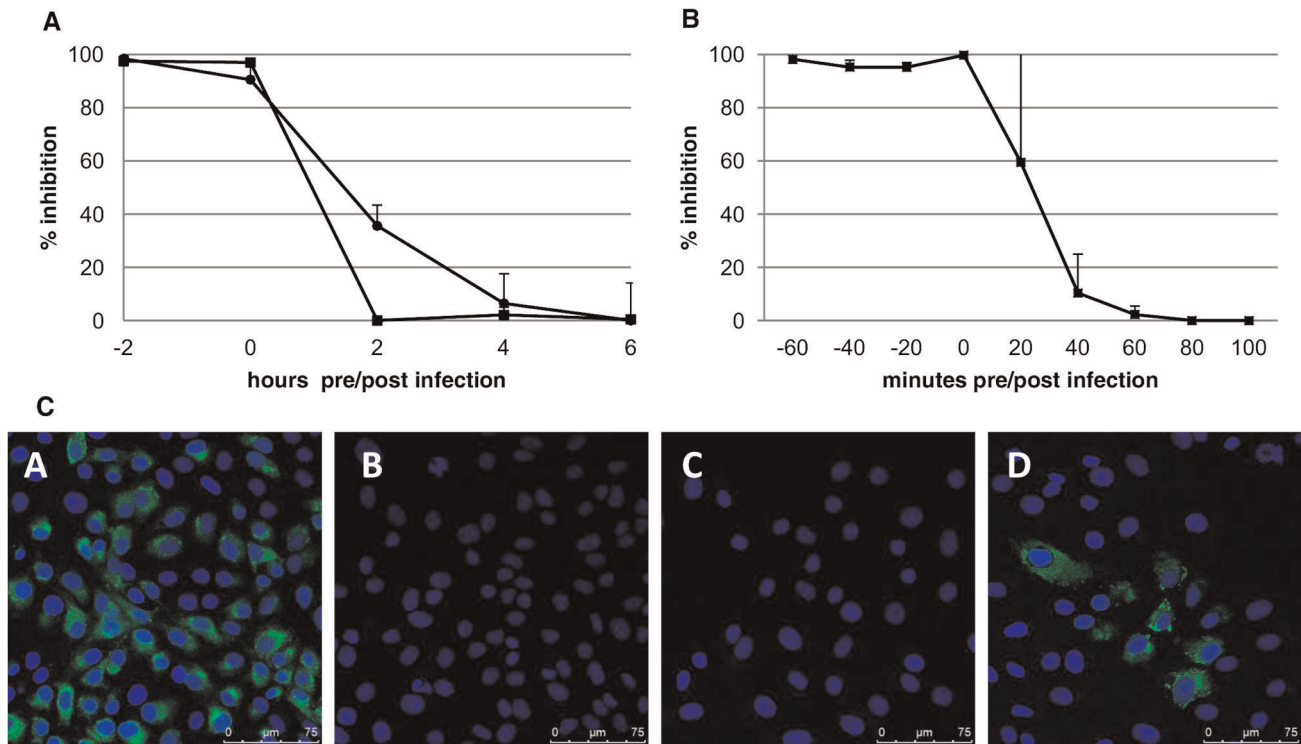 A
B
100
80
60
40
20
0
% inhibition
-2 0 2 4 6
hours pre/post infection
100
80
60
40
20
0
% inhibition
-60 -40 -20 0 20 40 60 80 100
minutes pre/post infection
C
A
B
C
D
0 µm 75
0 µm 75
0 µm 75
0 µm 75